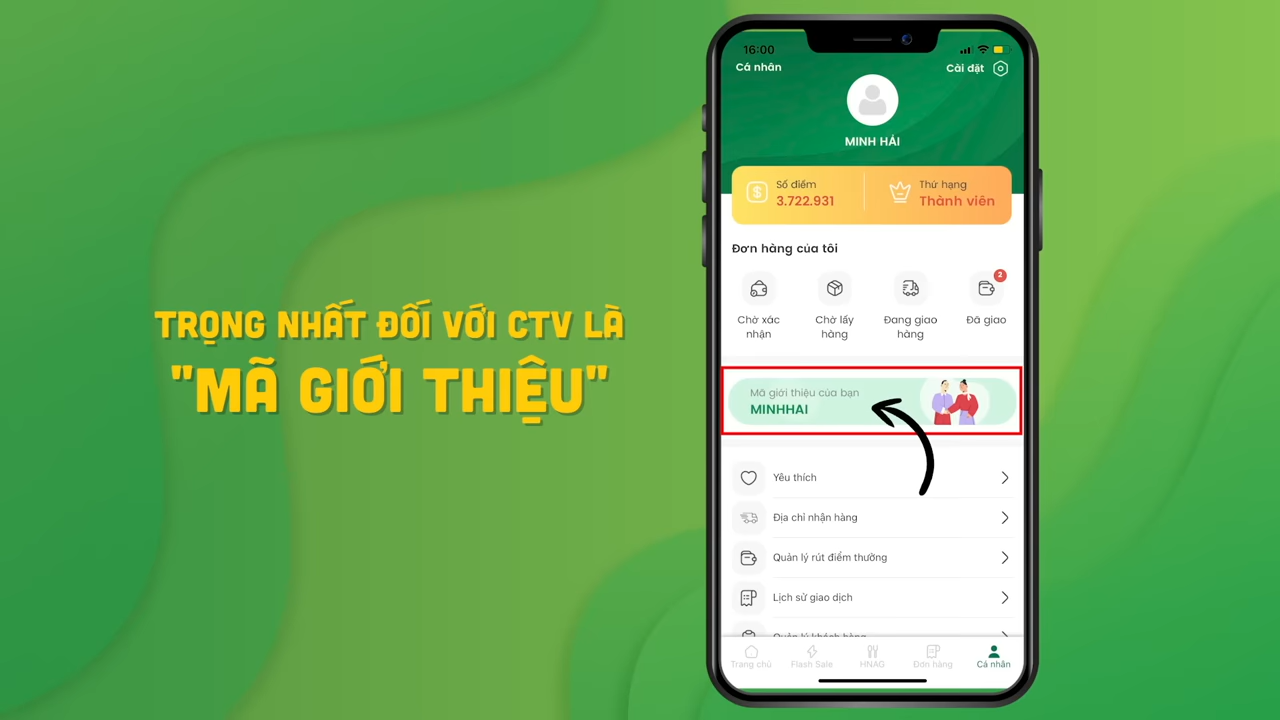 TRỌNG NHẤT ĐỐI VỚI CTV LÀ
"MÃ GIỚI THIỆU"
16:00
Cá nhân
Cài đặt
MINH HẢI
Số điểm
3.722.931
Thứ hạng
Thành viên
Đơn hàng của tôi
2
Chờ xác nhận
Chờ lấy hàng
Đang giao hàng
Đã giao
Mã giới thiệu của bạn
MINHHAI
Yêu thích
Địa chỉ nhận hàng
Quản lý rút điểm thưởng
Lịch sử giao dịch
Quản lý khách hàng
Trang chủ
Flash Sale
HNAG
Đơn hàng
Cá nhân